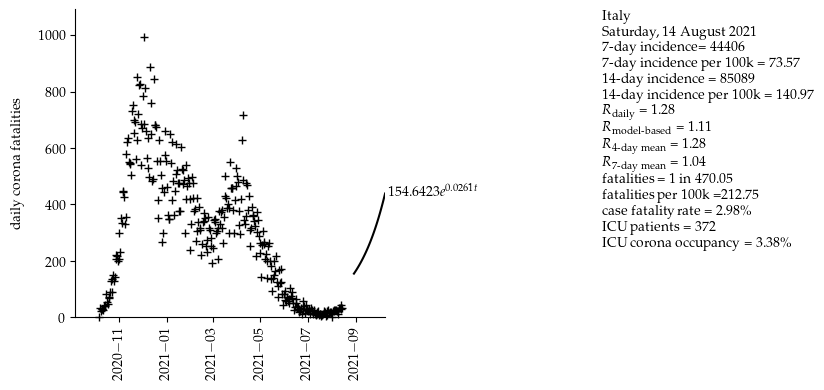 daily corona fatalities
1000
800
600
400
200
0
2020−11
2021−01
2021−03
2021−05
2021−07
2021−09
154.6423e^0.0261t
Italy
Saturday, 14 August 2021
7-day incidence= 44406
7-day incidence per 100k = 73.57
14-day incidence = 85089
14-day incidence per 100k = 140.97
R_daily = 1.28
R_model-based = 1.11
R_4-day mean = 1.28
R_7-day mean = 1.04
fatalities = 1 in 470.05
fatalities per 100k =212.75
case fatality rate = 2.98%
ICU patients = 372
ICU corona occupancy = 3.38%